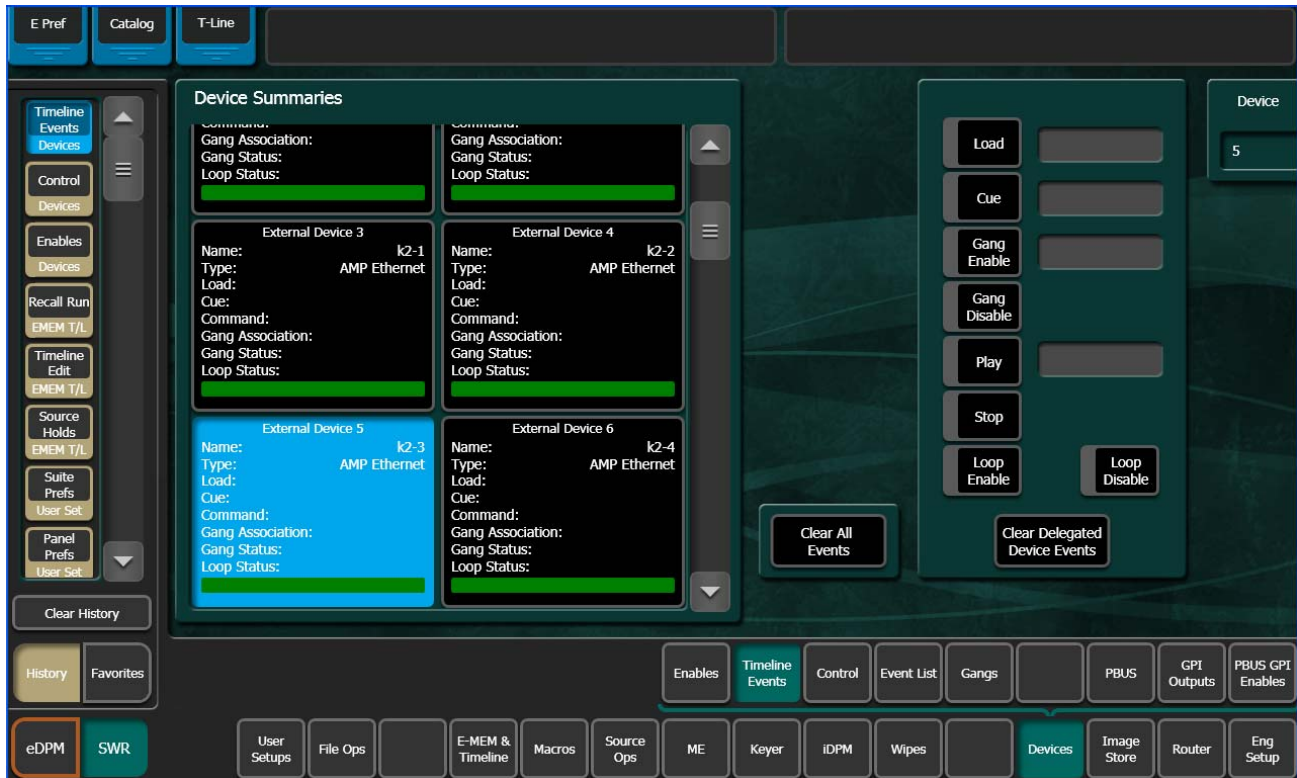 E Pref
Catalog
T-Line
Timeline
Events
Devices
Control
Devices
Enables
Devices
Recall Run
EMEM T/L
Timeline
Edit
EMEM T/L
Source
Holds
EMEM T/L
Suite
Prefs
User Set
Panel
Prefs
User Set
Clear History
History
Favorites
Device Summaries
Command:
Gang Association:
Gang Status:
Loop Status:
Command:
Gang Association:
Gang Status:
Loop Status:
External Device 3
Name: k2-1
Type: AMP Ethernet
Load:
Cue:
Command:
Gang Association:
Gang Status:
Loop Status:
External Device 4
Name: k2-2
Type: AMP Ethernet
Load:
Cue:
Command:
Gang Association:
Gang Status:
Loop Status:
External Device 5
Name: k2-3
Type: AMP Ethernet
Load:
Cue:
Command:
Gang Association:
Gang Status:
Loop Status:
External Device 6
Name: k2-4
Type: AMP Ethernet
Load:
Cue:
Command:
Gang Association:
Gang Status:
Loop Status:
Clear All
Events
Load
Cue
Gang
Enable
Gang
Disable
Play
Stop
Loop
Enable
Loop
Disable
Clear Delegated
Device Events
Device
5
Enables
Timeline
Events
Control
Event List
Gangs
PBUS
GPI
Outputs
PBUS GPI
Enables
eDPM
SWR
User
Setups
File Ops
E-MEM &
Timeline
Macros
Source
Ops
ME
Keyer
iDPM
Wipes
Devices
Image
Store
Router
Eng
Setup